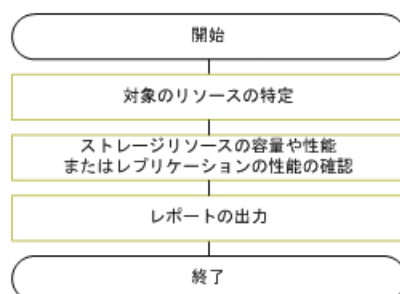 開始
対象のリソースの特定
ストレージリソースの容量や性能
またはレプリケーションの性能の確認
レポートの出力
終了